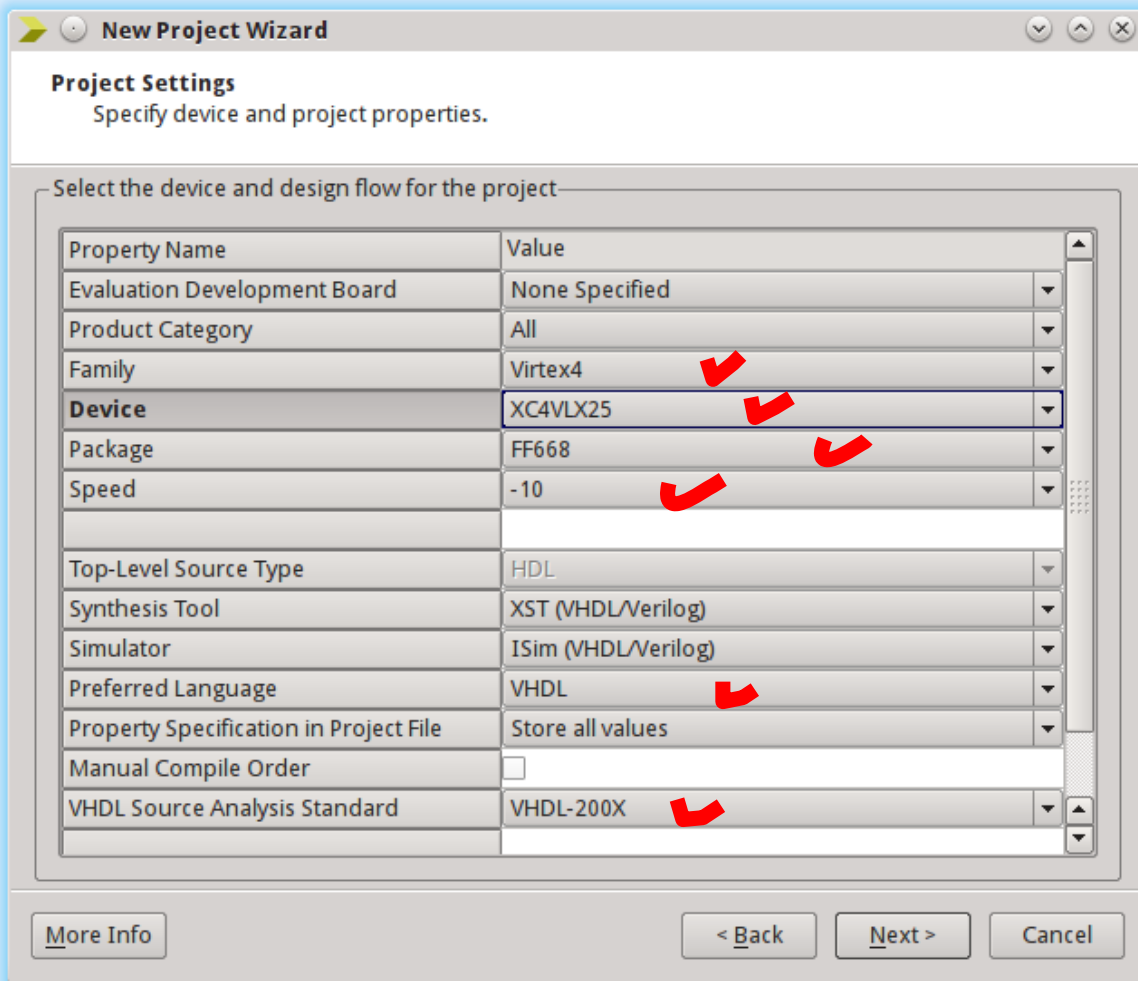 New Project Wizard
Project Settings
Specify device and project properties.
Select the device and design flow for the project
Property Name Value
Evaluation Development Board None Specified
Product Category All
Family Virtex4
Device XC4VLX25
Package FF668
Speed -10
Top-Level Source Type HDL
Synthesis Tool XST (VHDL/Verilog)
Simulator ISim (VHDL/Verilog)
Preferred Language VHDL
Property Specification in Project File Store all values
Manual Compile Order
VHDL Source Analysis Standard VHDL-200X
More Info < Back Next > Cancel